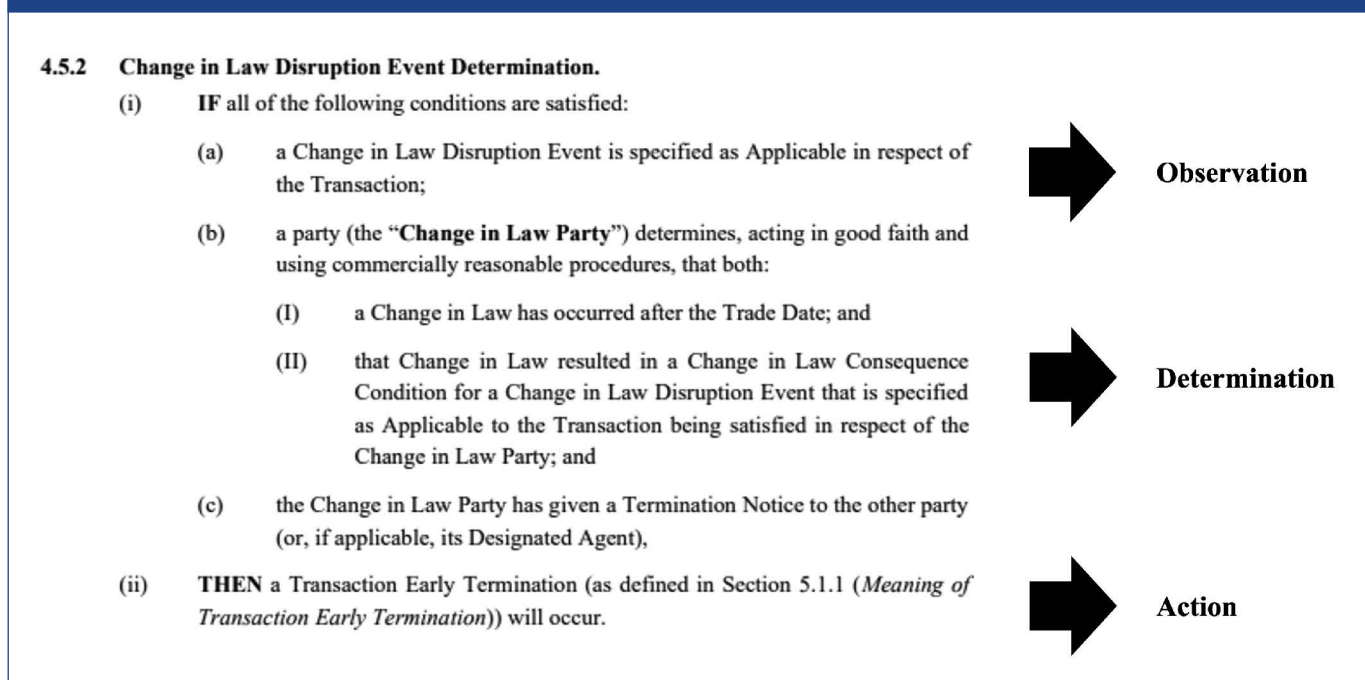 4.5.2 Change in Law Disruption Event Determination.
(i) IF all of the following conditions are satisfied:
(a) a Change in Law Disruption Event is specified as Applicable in respect of
the Transaction;
Observation
(b) a party (the “Change in Law Party”) determines, acting in good faith and
using commercially reasonable procedures, that both:
(I) a Change in Law has occurred after the Trade Date; and
(II) that Change in Law resulted in a Change in Law Consequence
Condition for a Change in Law Disruption Event that is specified
as Applicable to the Transaction being satisfied in respect of the
Change in Law Party; and
Determination
(c) the Change in Law Party has given a Termination Notice to the other party
(or, if applicable, its Designated Agent),
(ii) THEN a Transaction Early Termination (as defined in Section 5.1.1 (Meaning of
Transaction Early Termination)) will occur.
Action